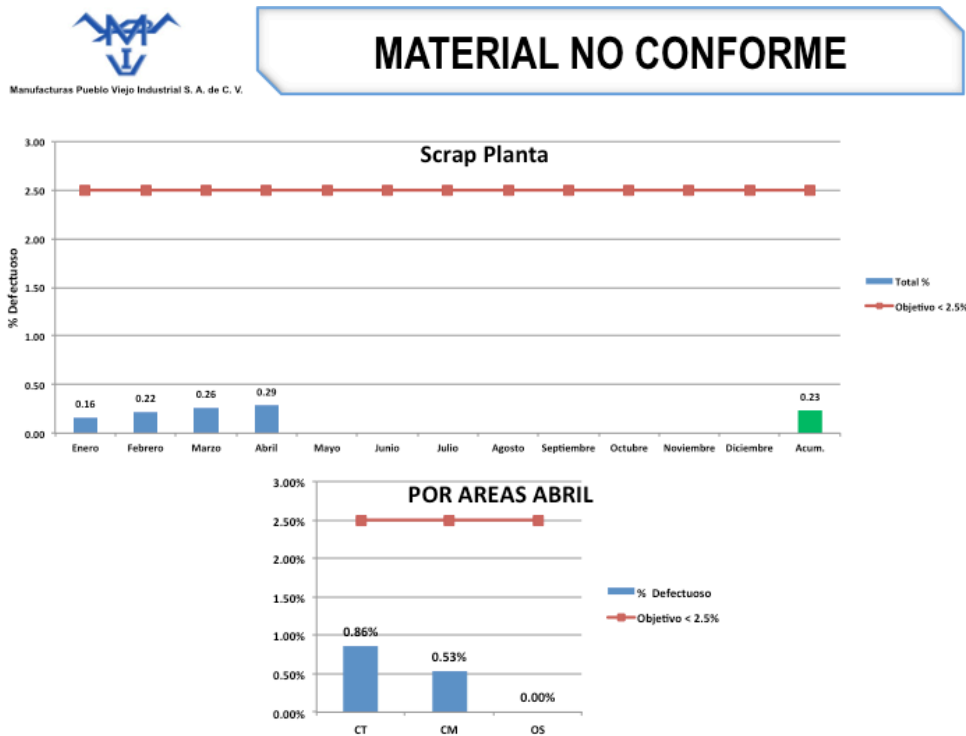 MVI
Manufacturas Pueblo Viejo Industrial S. A. de C. V.
MATERIAL NO CONFORME
Scrap Planta
% Defectuoso
3.00
2.50
2.00
1.50
1.00
0.50
0.00
0.16
0.22
0.26
0.29
0.23
Enero Febrero Marzo Abril Mayo Junio Julio Agosto Septiembre Octubre Noviembre Diciembre Acum.
Total %
Objetivo < 2.5%
POR AREAS ABRIL
3.00%
2.50%
2.00%
1.50%
1.00%
0.50%
0.00%
0.86%
0.53%
0.00%
CT CM OS
% Defectuoso
Objetivo < 2.5%